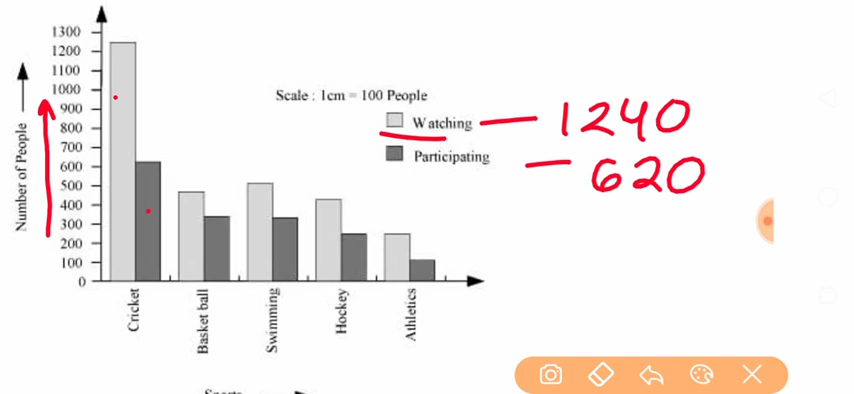 1300
1200
1100
1000
900
800
700
600
500
400
300
200
100
0
Number of People
Scale : 1cm = 100 People
Watching — 1240
Participating — 620
Cricket
Basket ball
Swimming
Hockey
Athletics